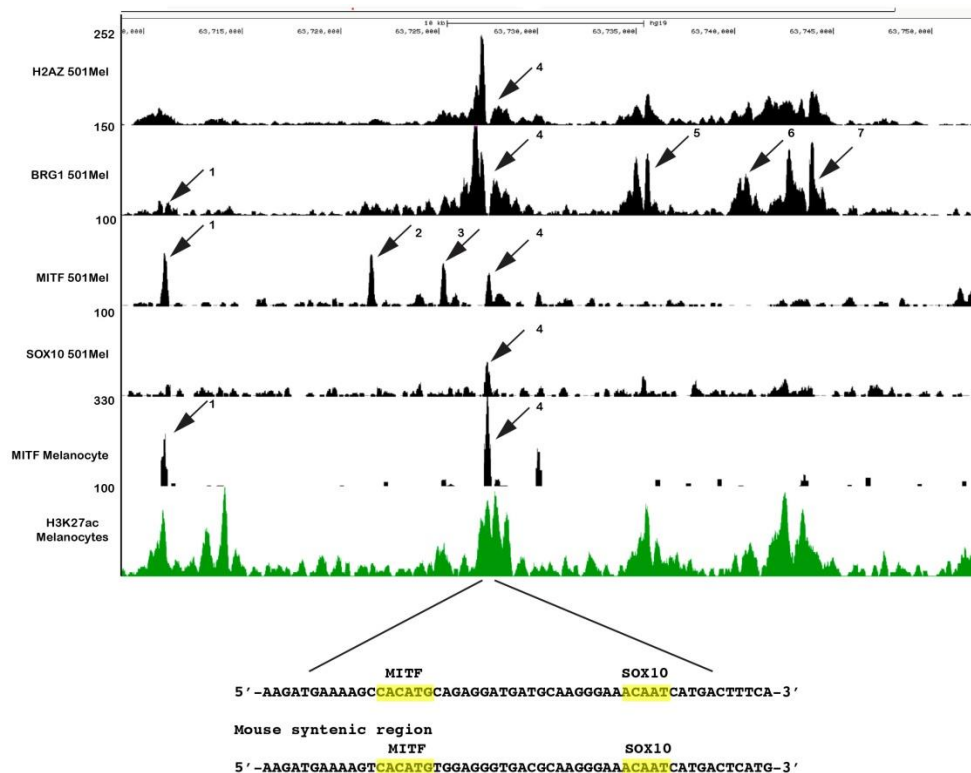 10 kb hg19
0,000| 63,715,000| 63,720,000| 63,725,000| 63,730,000| 63,735,000| 63,740,000| 63,745,000| 63,750,000|
252
H2AZ 501Mel
4
150
BRG1 501Mel
1 4 5 6 7
100
MITF 501Mel
1 2 3 4
100
SOX10 501Mel
4
330
MITF Melanocyte
1 4
100
H3K27ac
Melanocytes
MITF SOX10
5′-AAGATGAAAAGCCACATGCAGAGGATGATGCAAGGGAAACAATCATGACTTTCA-3′
Mouse syntenic region
MITF SOX10
5′-AAGATGAAAAGTCACATGTGGAGGGTGACGCAAGGGAAACAATCATGACTCATG-3′